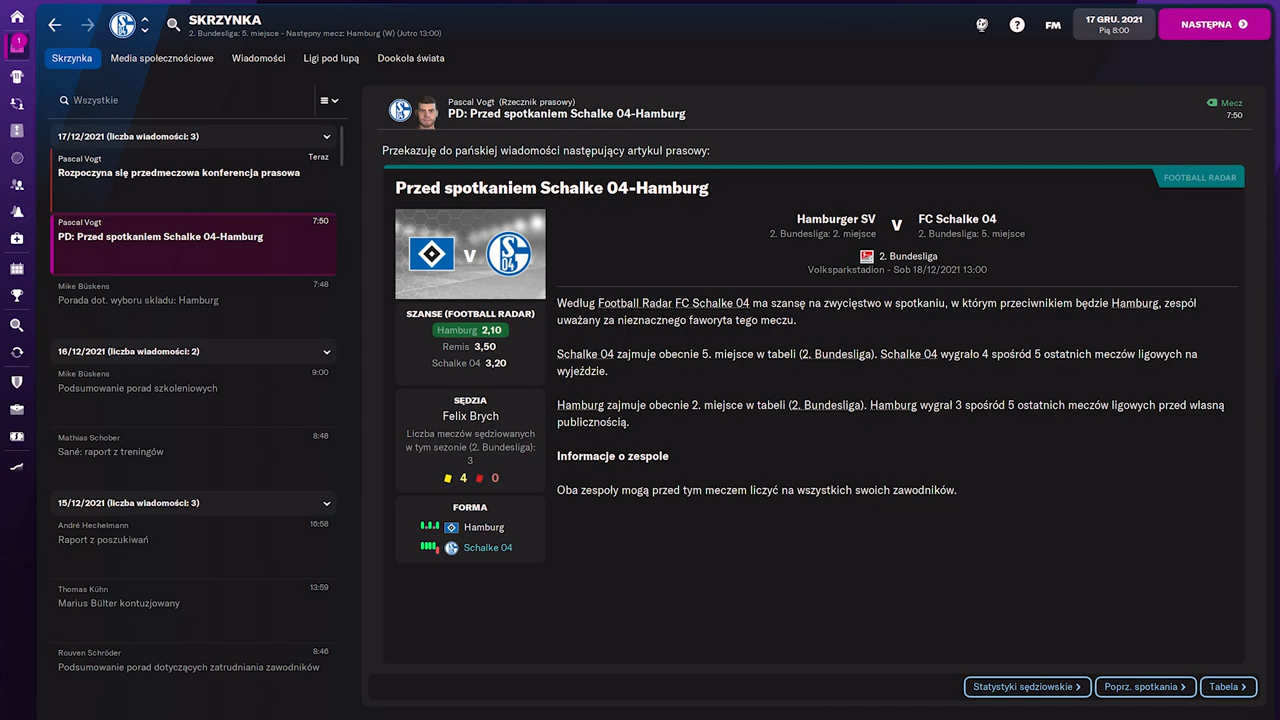 SKRZYNKA
2. Bundesliga: 5. miejsce - Następny mecz: Hamburg (W) (Jutro 13:00)
FM
17 GRU. 2021
Pią 8:00
NASTĘPNA
1
Skrzynka
Media społecznościowe
Wiadomości
Ligi pod lupą
Dookoła świata
Wszystkie
17/12/2021 (liczba wiadomości: 3)
Pascal Vogt
Teraz
Rozpoczyna się przedmeczowa konferencja prasowa
Pascal Vogt
7:50
PD: Przed spotkaniem Schalke 04-Hamburg
Mike Büskens
7:48
Porada dot. wyboru składu: Hamburg
16/12/2021 (liczba wiadomości: 2)
Mike Büskens
9:00
Podsumowanie porad szkoleniowych
Mathias Schober
8:48
Sané: raport z treningów
15/12/2021 (liczba wiadomości: 3)
André Hechelmann
16:58
Raport z poszukiwań
Thomas Kühn
13:59
Marius Bülter kontuzjowany
Rouven Schröder
8:46
Podsumowanie porad dotyczących zatrudniania zawodników
Pascal Vogt (Rzecznik prasowy)
PD: Przed spotkaniem Schalke 04-Hamburg
Mecz
7:50
Przekazuję do pańskiej wiadomości następujący artykuł prasowy:
FOOTBALL RADAR
Przed spotkaniem Schalke 04-Hamburg
V
SZANSE (FOOTBALL RADAR)
Hamburg 2,10
Remis 3,50
Schalke 04 3,20
SĘDZIA
Felix Brych
Liczba meczów sędziowanych
w tym sezonie (2. Bundesliga):
3
4 0
FORMA
Hamburg
Schalke 04
Hamburger SV v FC Schalke 04
2. Bundesliga: 2. miejsce 2. Bundesliga: 5. miejsce
2. Bundesliga
Volksparkstadion - Sob 18/12/2021 13:00
Według Football Radar FC Schalke 04 ma szansę na zwycięstwo w spotkaniu, w którym przeciwnikiem będzie Hamburg, zespół
uważany za nieznacznego faworyta tego meczu.
Schalke 04 zajmuje obecnie 5. miejsce w tabeli (2. Bundesliga). Schalke 04 wygrało 4 spośród 5 ostatnich meczów ligowych na
wyjeździe.
Hamburg zajmuje obecnie 2. miejsce w tabeli (2. Bundesliga). Hamburg wygrał 3 spośród 5 ostatnich meczów ligowych przed własną
publicznością.
Informacje o zespole
Oba zespoły mogą przed tym meczem liczyć na wszystkich swoich zawodników.
Statystyki sędziowskie
Poprz. spotkania
Tabela